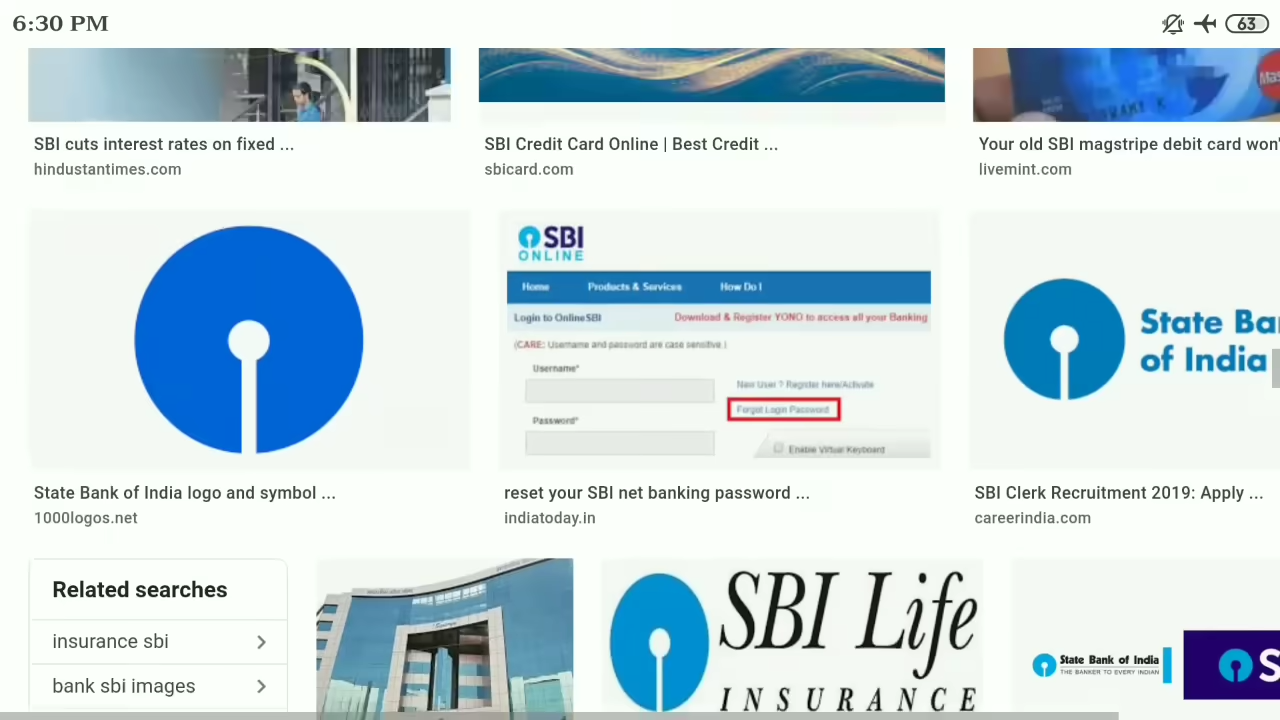 6:30 PM
63
SBI cuts interest rates on fixed ...
hindustantimes.com
SBI Credit Card Online | Best Credit ...
sbicard.com
Your old SBI magstripe debit card won'
livemint.com
SBI
ONLINE
Home Products & Services How Do I
Login to OnlineSBI Download & Register YONO to access all your Banking
(CARE: Username and password are case sensitive.)
Username*
New User ? Register here/Activate
Forgot Login Password
Password*
Enable Virtual Keyboard
State Ba
of India
State Bank of India logo and symbol ...
1000logos.net
reset your SBI net banking password ...
indiatoday.in
SBI Clerk Recruitment 2019: Apply ...
careerindia.com
Related searches
insurance sbi
bank sbi images
SBI Life
INSURANCE
State Bank of India
THE BANKER TO EVERY INDIAN
S